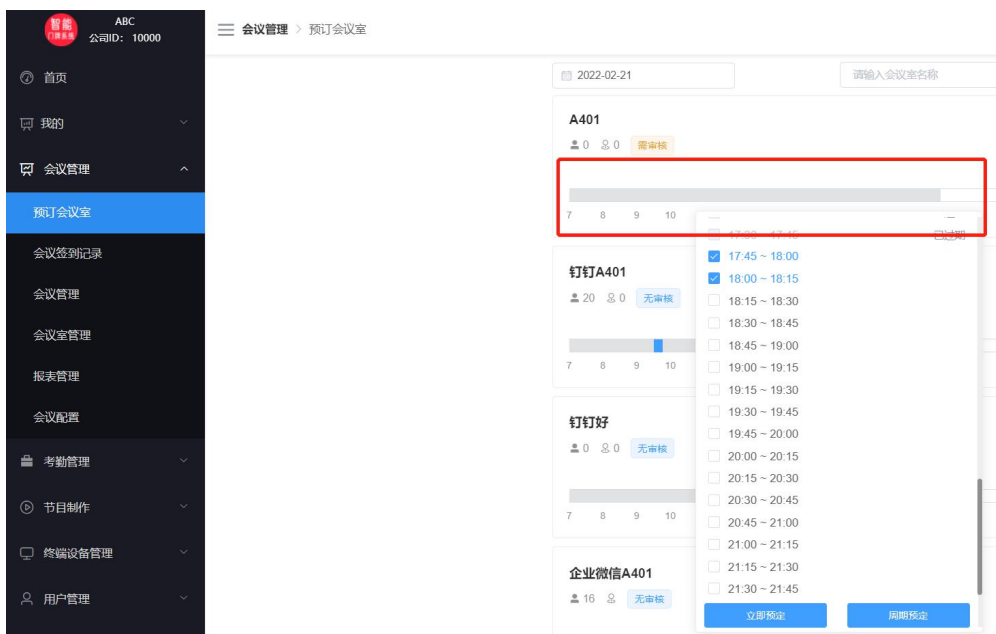 智能
门牌系统
ABC
公司ID: 10000
会议管理 > 预订会议室
首页
我的
会议管理
预订会议室
会议签到记录
会议管理
会议室管理
报表管理
会议配置
考勤管理
节目制作
终端设备管理
用户管理
2022-02-21
请输入会议室名称
A401
0 0 需审核
7 8 9 10
钉钉A401
20 0 无审核
7 8 9 10
钉钉好
0 0 无审核
7 8 9 10
企业微信A401
16 无审核
17:30 ~ 17:45 已过期
17:45 ~ 18:00
18:00 ~ 18:15
18:15 ~ 18:30
18:30 ~ 18:45
18:45 ~ 19:00
19:00 ~ 19:15
19:15 ~ 19:30
19:30 ~ 19:45
19:45 ~ 20:00
20:00 ~ 20:15
20:15 ~ 20:30
20:30 ~ 20:45
20:45 ~ 21:00
21:00 ~ 21:15
21:15 ~ 21:30
21:30 ~ 21:45
立即预定 周期预定